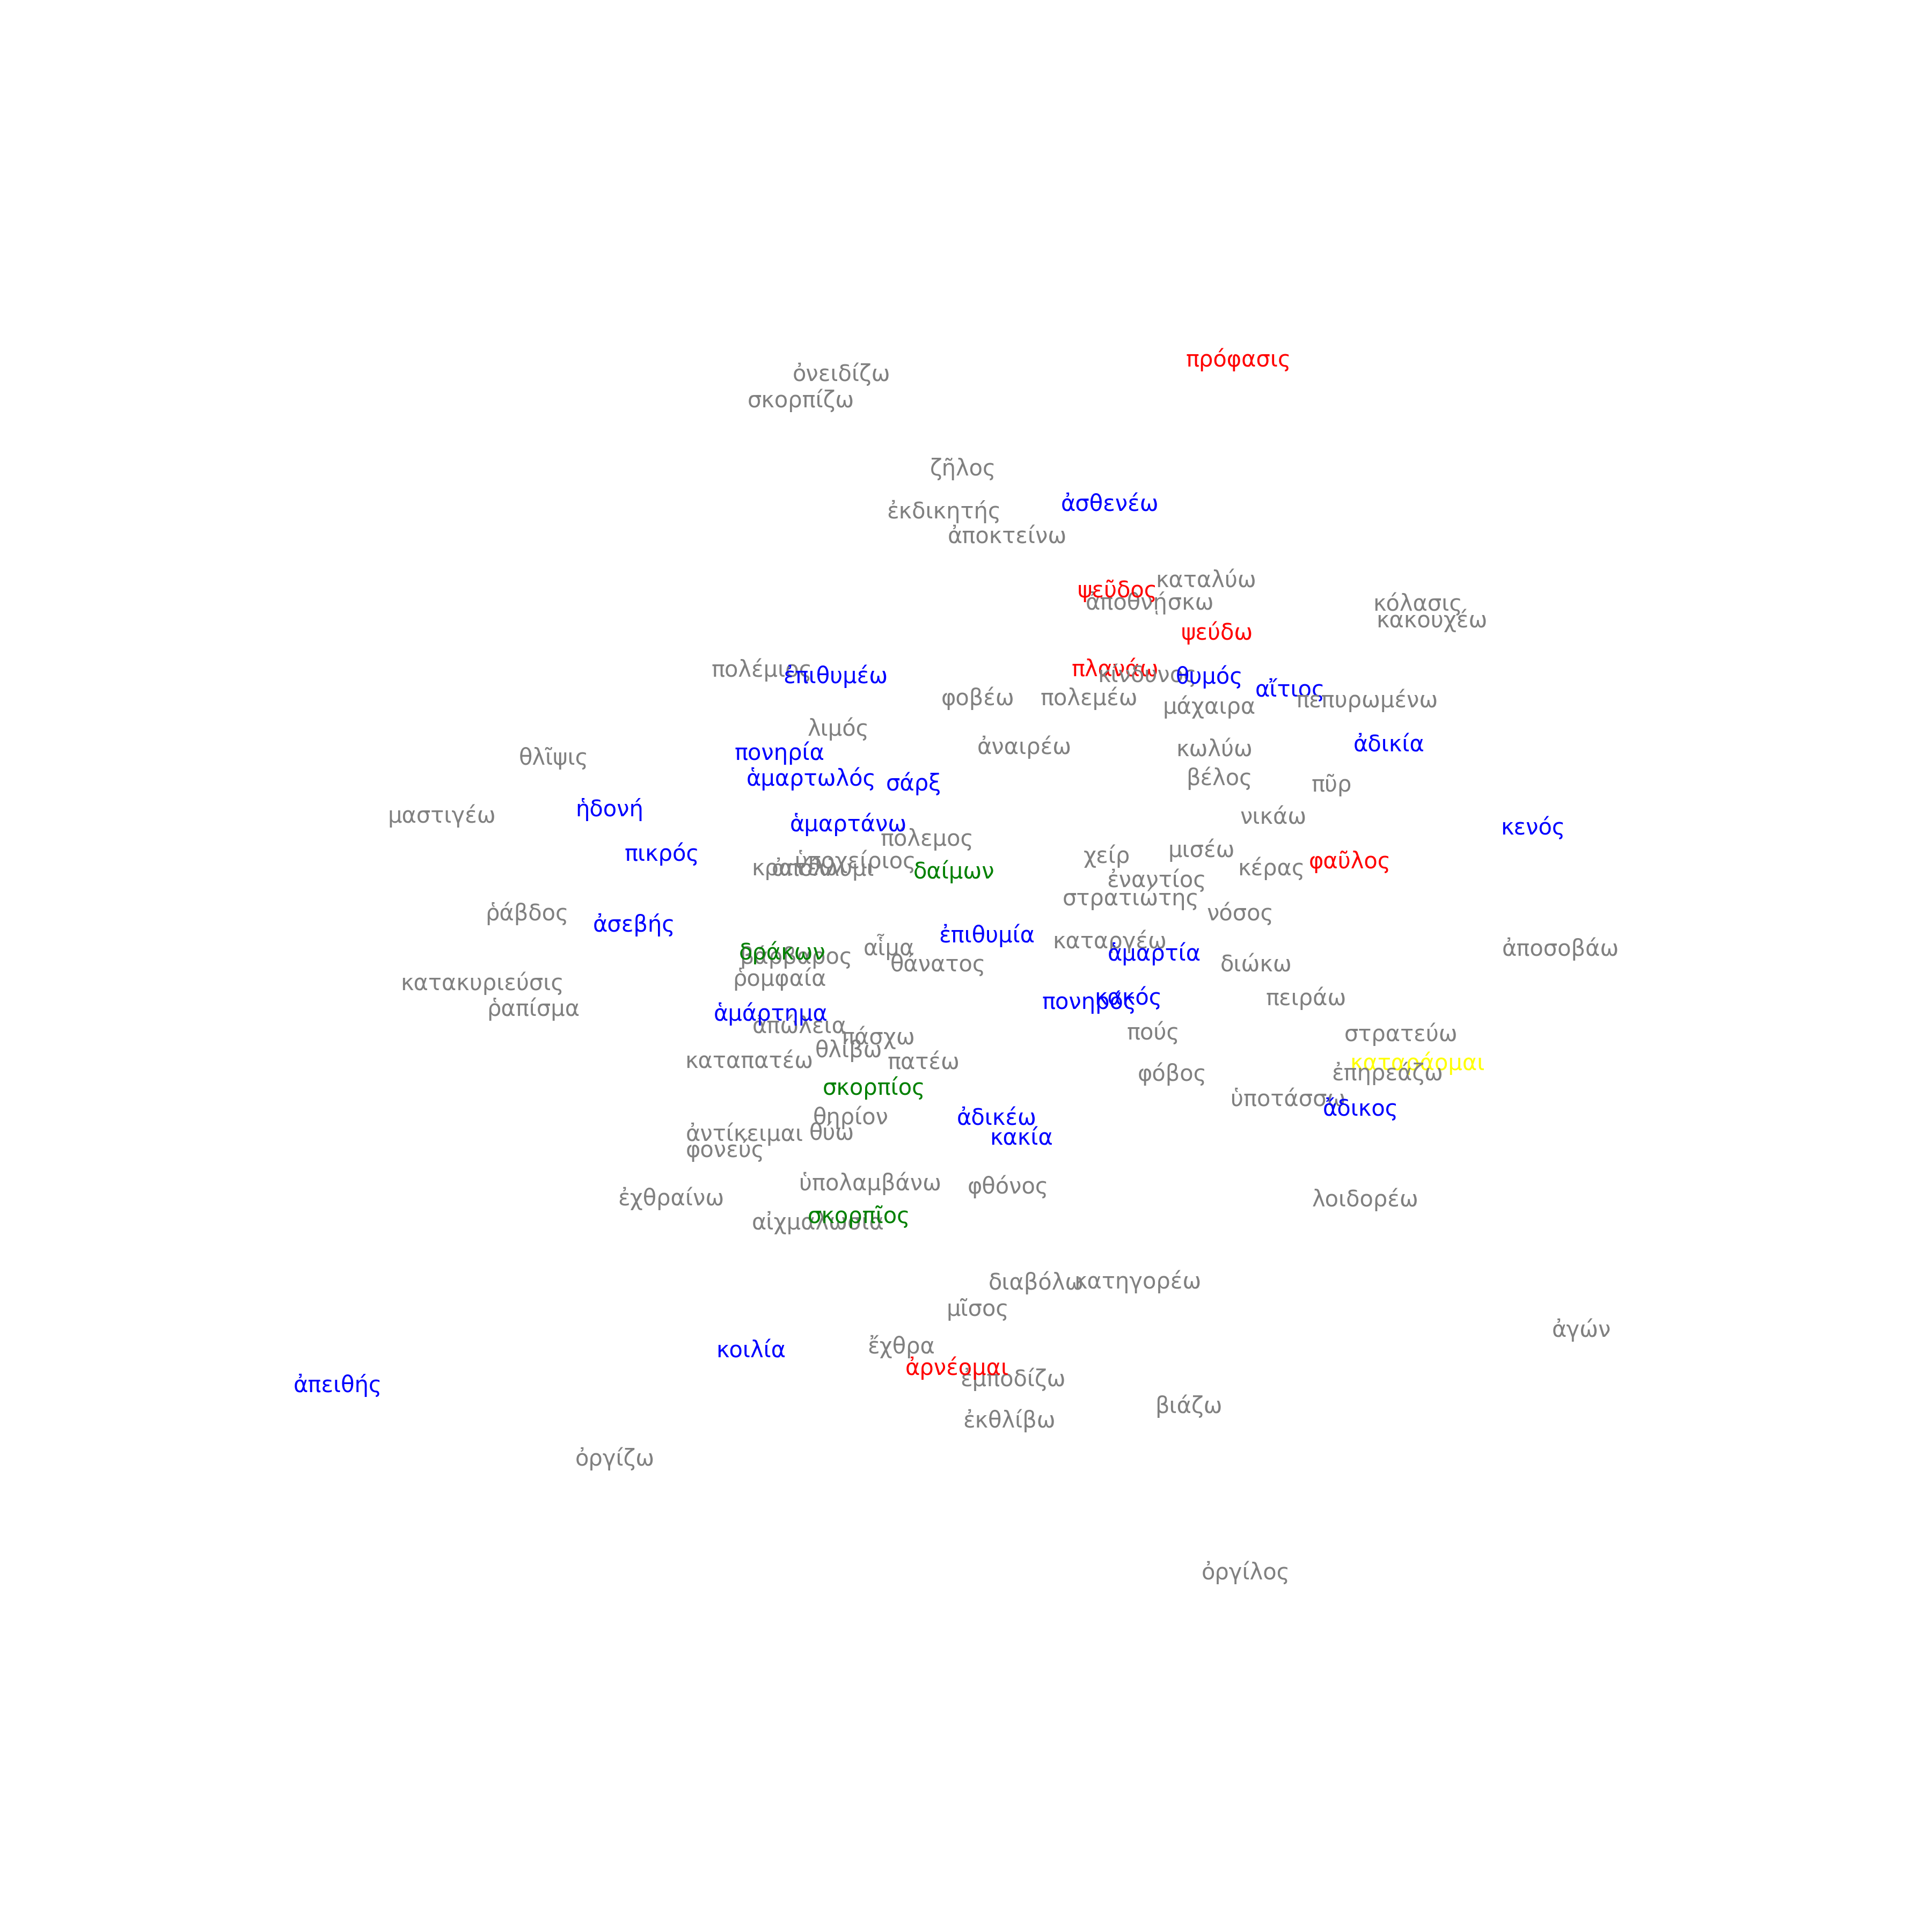 πρόφασις
ὀνειδίζω
σκορπίζω
ζῆλος
ἀσθενέω
ἐκδικητής
ἀποκτείνω
καταλύω
ψεῦδος
ἀποθνῄσκω
κόλασις
κακουχέω
ψεύδω
πολέμιος
ἐπιθυμέω
πλανάω
κίνδυνος
θυμός
αἴτιος
φοβέω
πολεμέω
πεπυρωμένω
μάχαιρα
λιμός
ἀδικία
ἀναιρέω
κωλύω
πονηρία
θλῖψις
ἁμαρτωλός
σάρξ
βέλος
πῦρ
ἡδονή
μαστιγέω
νικάω
ἁμαρτάνω
κενός
πόλεμος
πικρός
χείρ
μισέω
ὑποχείριος
φαῦλος
κρατέω
ἀπόλλυμι
δαίμων
κέρας
ἐναντίος
στρατιώτης
ῥάβδος
νόσος
ἀσεβής
ἐπιθυμία
καταργέω
αἷμα
ἀποσοβάω
δράκων
βάρβαρος
ἁμαρτία
θάνατος
διώκω
ῥομφαία
κατακυριεύσις
πονηρός
κακός
πειράω
ῥαπίσμα
ἁμάρτημα
ἀπώλεια
πούς
στρατεύω
πάσχω
θλίβω
καταπατέω
πατέω
καταράομαι
φόβος
ἐπηρεάζω
σκορπίος
ὑποτάσσω
ἄδικος
θηρίον
ἀδικέω
ἀντίκειμαι
θύω
κακία
φονεύς
ὑπολαμβάνω
φθόνος
ἐχθραίνω
λοιδορέω
σκορπῖος
αἰχμαλωσία
διαβόλω
κατηγορέω
μῖσος
ἀγών
κοιλία
ἔχθρα
ἀρνέομαι
ἐμποδίζω
ἀπειθής
βιάζω
ἐκθλίβω
ὀργίζω
ὀργίλος